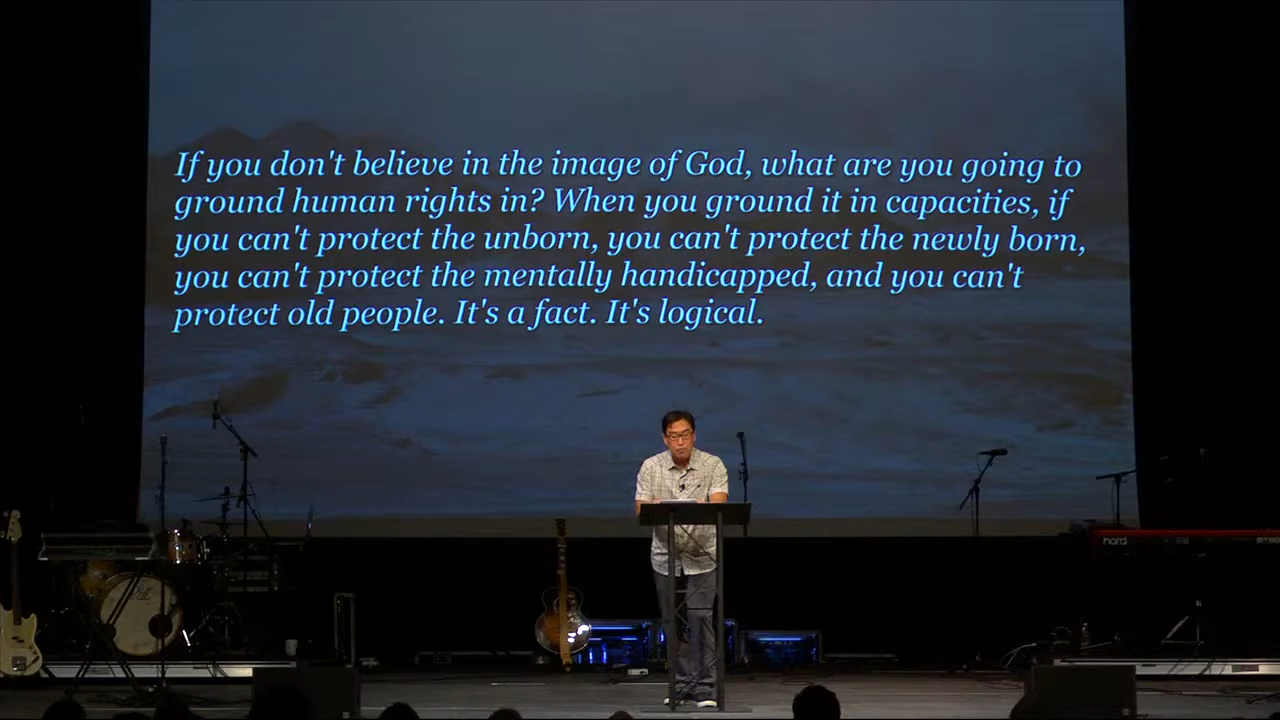 If you don't believe in the image of God, what are you going to
ground human rights in? When you ground it in capacities, if
you can't protect the unborn, you can't protect the newly born,
you can't protect the mentally handicapped, and you can't
protect old people. It's a fact. It's logical.
nord